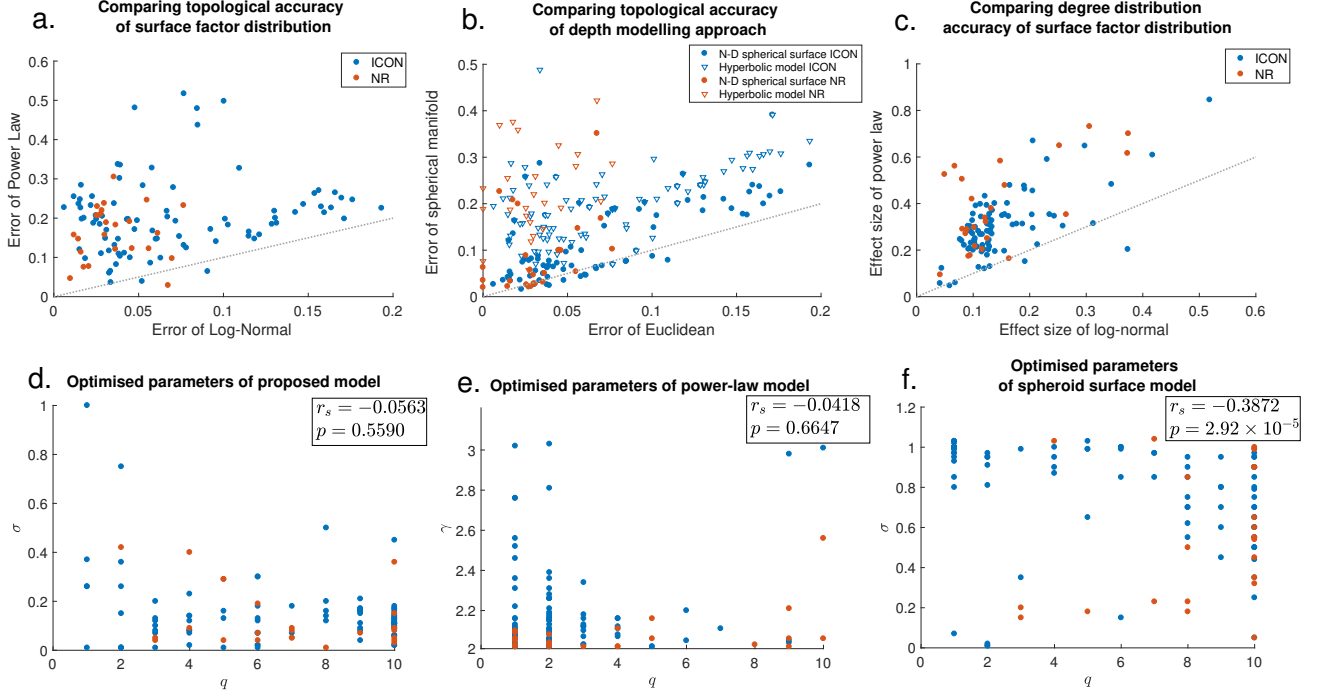 a.
Comparing topological accuracy
of surface factor distribution
ICON
NR
Error of Power Law
0.6
0.5
0.4
0.3
0.2
0.1
0
0 0.05 0.1 0.15 0.2
Error of Log-Normal
b.
Comparing topological accuracy
of depth modelling approach
N-D spherical surface ICON
Hyperbolic model ICON
N-D spherical surface NR
Hyperbolic model NR
Error of spherical manifold
0.5
0.4
0.3
0.2
0.1
0
0 0.05 0.1 0.15 0.2
Error of Euclidean
c.
Comparing degree distribution
accuracy of surface factor distribution
ICON
NR
Effect size of power law
1
0.8
0.6
0.4
0.2
0
0 0.1 0.2 0.3 0.4 0.5 0.6
Effect size of log-normal
d.
Optimised parameters of proposed model
r_s = −0.0563
p = 0.5590
σ
1
0.8
0.6
0.4
0.2
0
0 2 4 6 8 10
q
e.
Optimised parameters of power-law model
r_s = −0.0418
p = 0.6647
γ
3
2.8
2.6
2.4
2.2
2
0 2 4 6 8 10
q
f.
Optimised parameters
of spheroid surface model
r_s = −0.3872
p = 2.92 × 10⁻⁵
σ
1.2
1
0.8
0.6
0.4
0.2
0
0 2 4 6 8 10
q